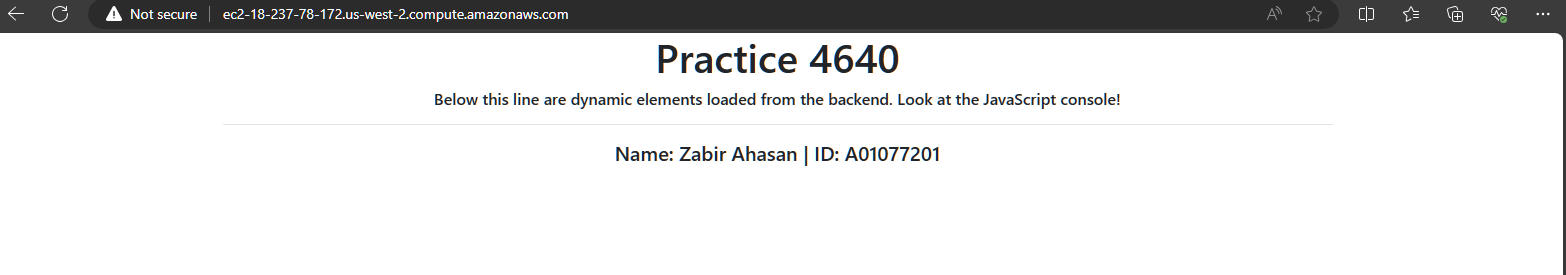 Not secure ec2-18-237-78-172.us-west-2.compute.amazonaws.com
Practice 4640
Below this line are dynamic elements loaded from the backend. Look at the JavaScript console!
Name: Zabir Ahasan | ID: A01077201